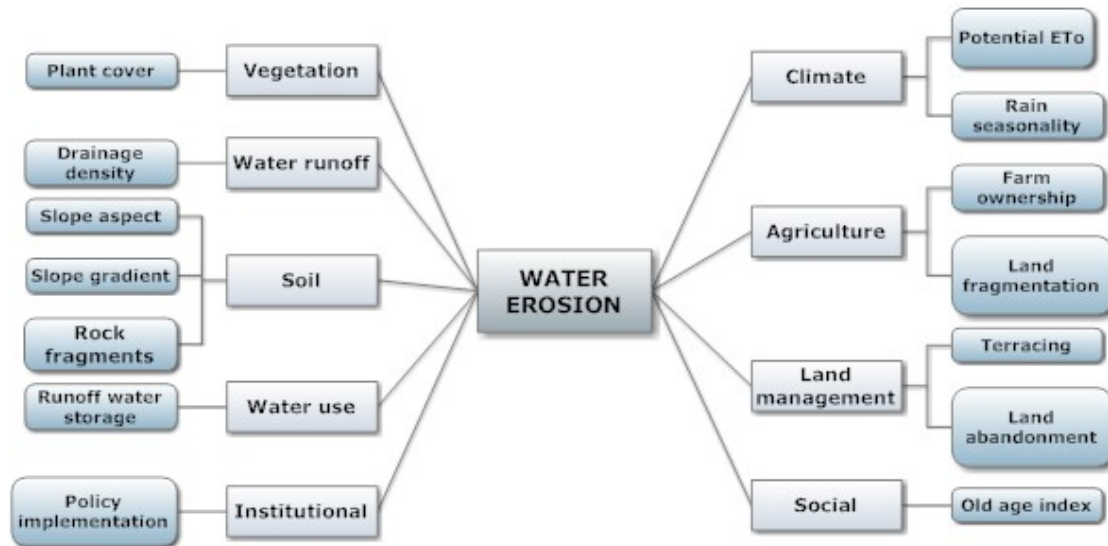 Plant cover
Vegetation
Drainage
density
Water runoff
Slope aspect
Slope gradient
Rock
fragments
Soil
Runoff water
storage
Water use
Policy
implementation
Institutional
WATER
EROSION
Climate
Potential ETo
Rain
seasonality
Agriculture
Farm
ownership
Land
fragmentation
Land
management
Terracing
Land
abandonment
Social
Old age index